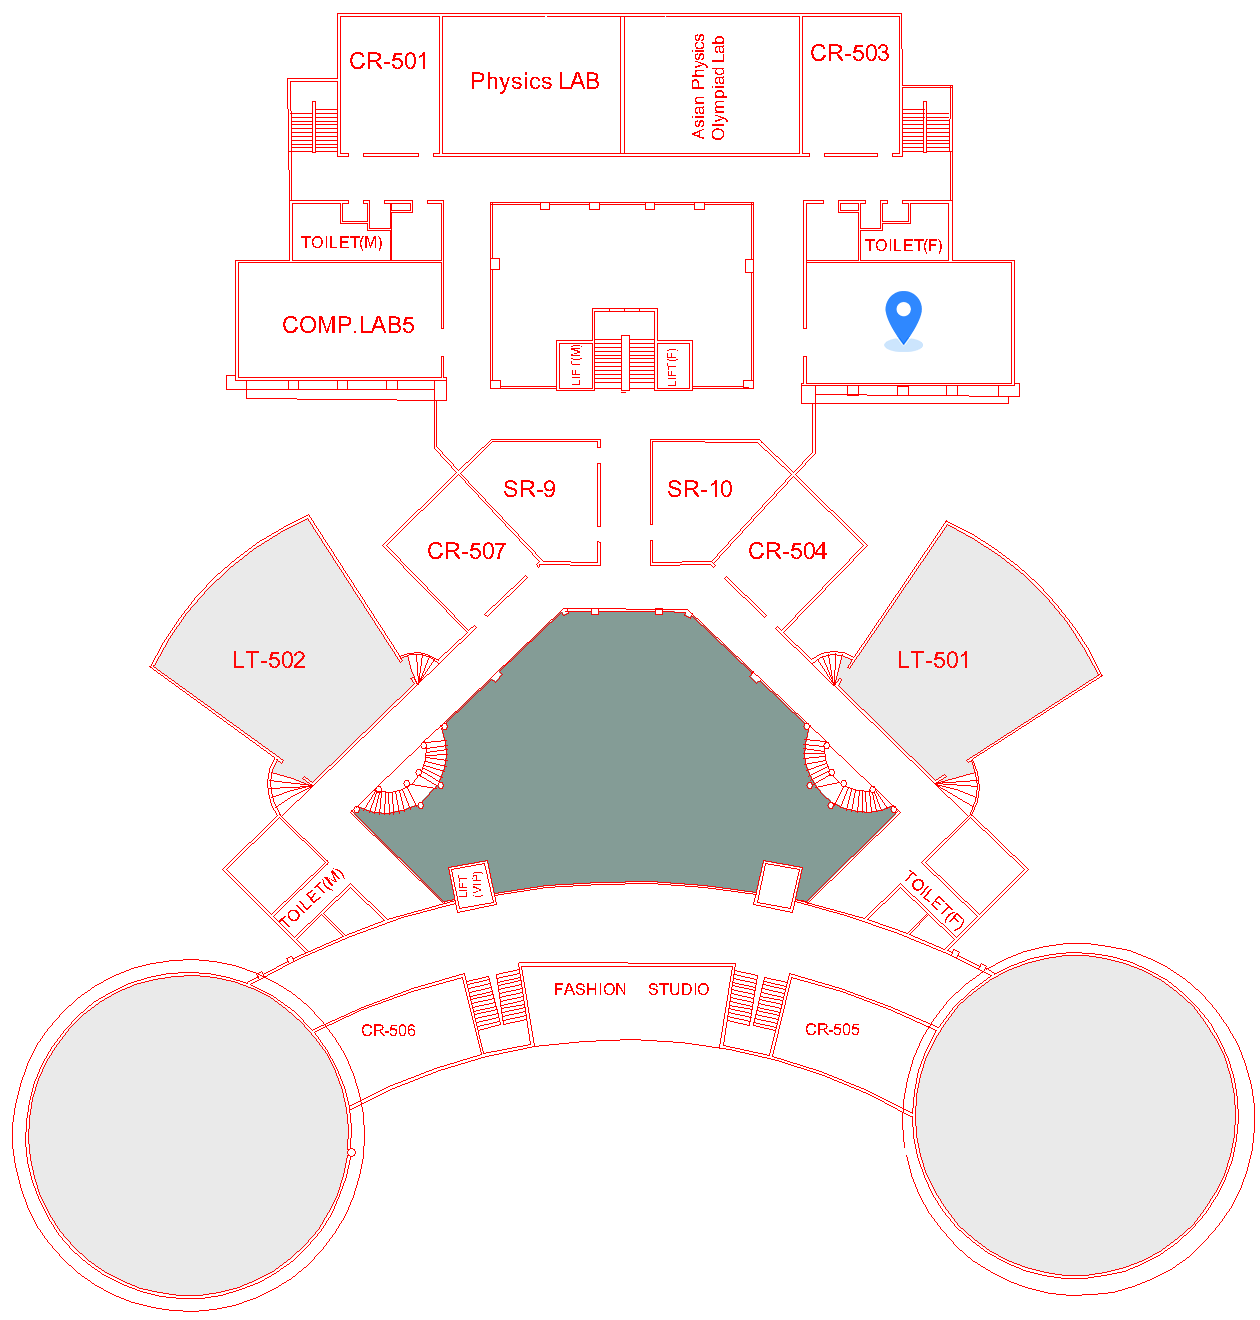 CR-501
Physics LAB
Asian Physics
Olympiad Lab
CR-503
TOILET(M)
TOILET(F)
COMP.LAB5
LIFT(M)
LIFT(F)
SR-9
SR-10
CR-507
CR-504
LT-502
LT-501
TOILET(M)
LIFT
(VIP)
TOILET(F)
FASHION STUDIO
CR-506
CR-505